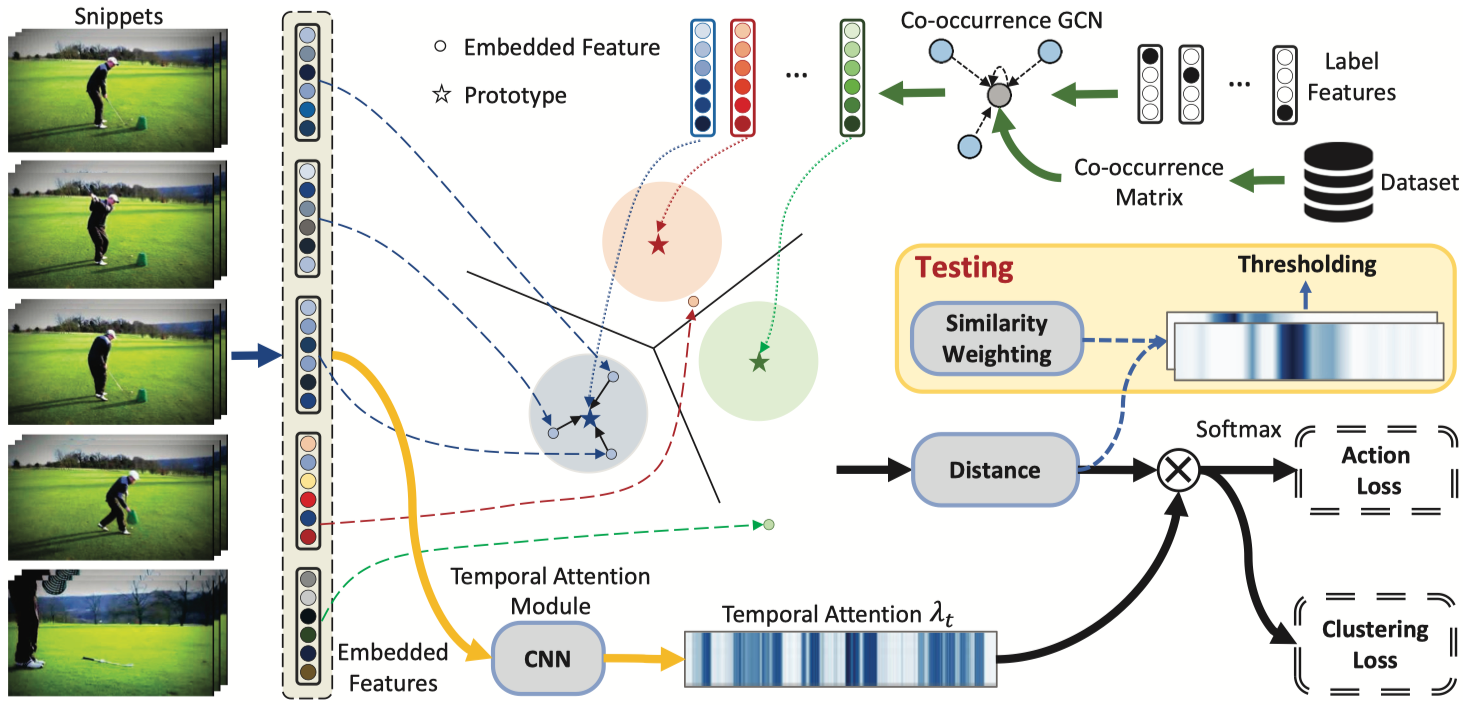 Snippets
Embedded Feature
Prototype
...
Co-occurrence GCN
...
Label
Features
Co-occurrence
Matrix
Dataset
Testing
Thresholding
Similarity
Weighting
Distance
Softmax
Action
Loss
Temporal Attention
Module
CNN
Temporal Attention λt
Embedded
Features
Clustering
Loss